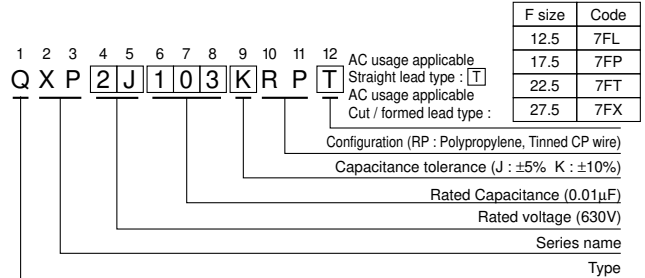 F size Code
12.5 7FL
17.5 7FP
22.5 7FT
27.5 7FX
1 2 3 4 5 6 7 8 9 10 11 12
Q X P 2 J 1 0 3 K R P T
AC usage applicable
Straight lead type : T
AC usage applicable
Cut / formed lead type :
Configuration (RP : Polypropylene, Tinned CP wire)
Capacitance tolerance (J : ±5% K : ±10%)
Rated Capacitance (0.01μF)
Rated voltage (630V)
Series name
Type